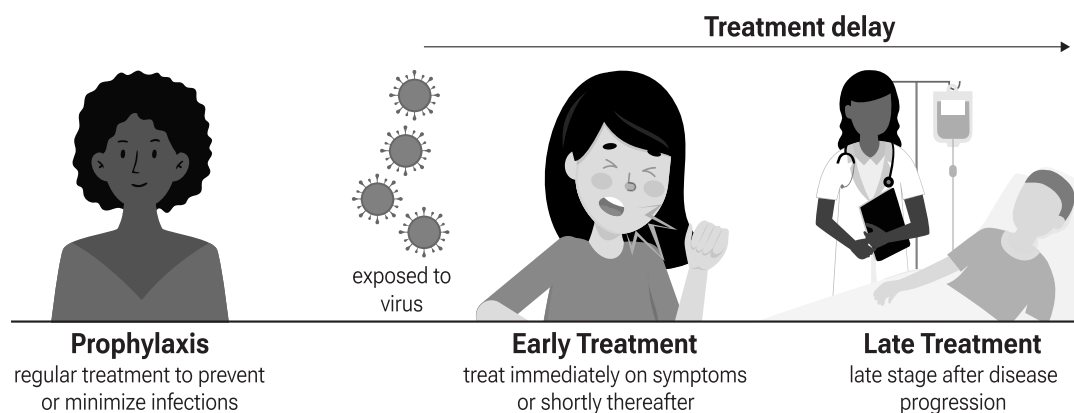 Treatment delay
exposed to
virus
Prophylaxis
regular treatment to prevent
or minimize infections
Early Treatment
treat immediately on symptoms
or shortly thereafter
Late Treatment
late stage after disease
progression